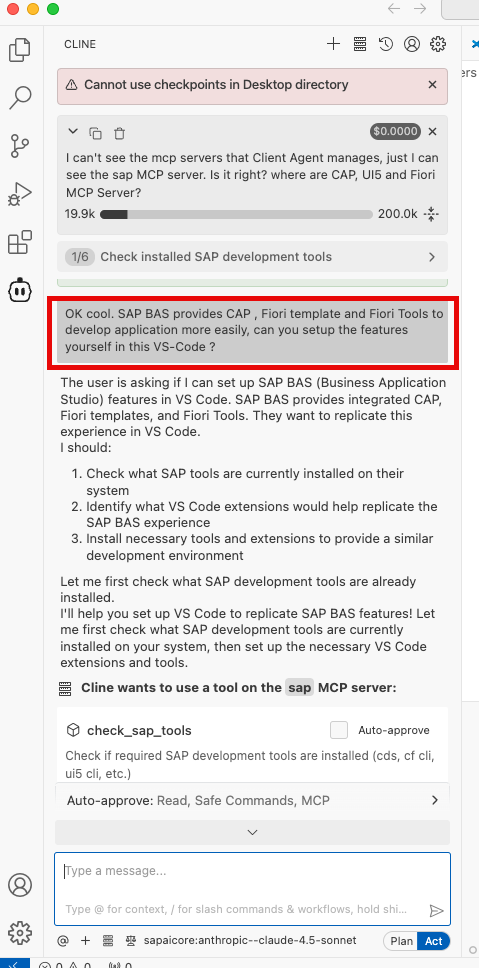 CLINE
Cannot use checkpoints in Desktop directory
$0.0000
I can't see the mcp servers that Client Agent manages, just I can
see the sap MCP server. Is it right? where are CAP, UI5 and Fiori
MCP Server?
19.9k
200.0k
1/6 Check installed SAP development tools
OK cool. SAP BAS provides CAP , Fiori template and Fiori Tools to
develop application more easily, can you setup the features
yourself in this VS-Code ?
The user is asking if I can set up SAP BAS (Business Application
Studio) features in VS Code. SAP BAS provides integrated CAP,
Fiori templates, and Fiori Tools. They want to replicate this
experience in VS Code.
I should:
1. Check what SAP tools are currently installed on their
system
2. Identify what VS Code extensions would help replicate the
SAP BAS experience
3. Install necessary tools and extensions to provide a similar
development environment
Let me first check what SAP development tools are already
installed.
I'll help you set up VS Code to replicate SAP BAS features! Let
me first check what SAP development tools are currently
installed on your system, then set up the necessary VS Code
extensions and tools.
Cline wants to use a tool on the sap MCP server:
check_sap_tools
Auto-approve
Check if required SAP development tools are installed (cds, cf cli,
ui5 cli, etc.)
Auto-approve: Read, Safe Commands, MCP
Type a message...
Type @ for context, / for slash commands & workflows, hold shi...
@ + sapaicore:anthropic--claude-4.5-sonnet
Plan Act
ers